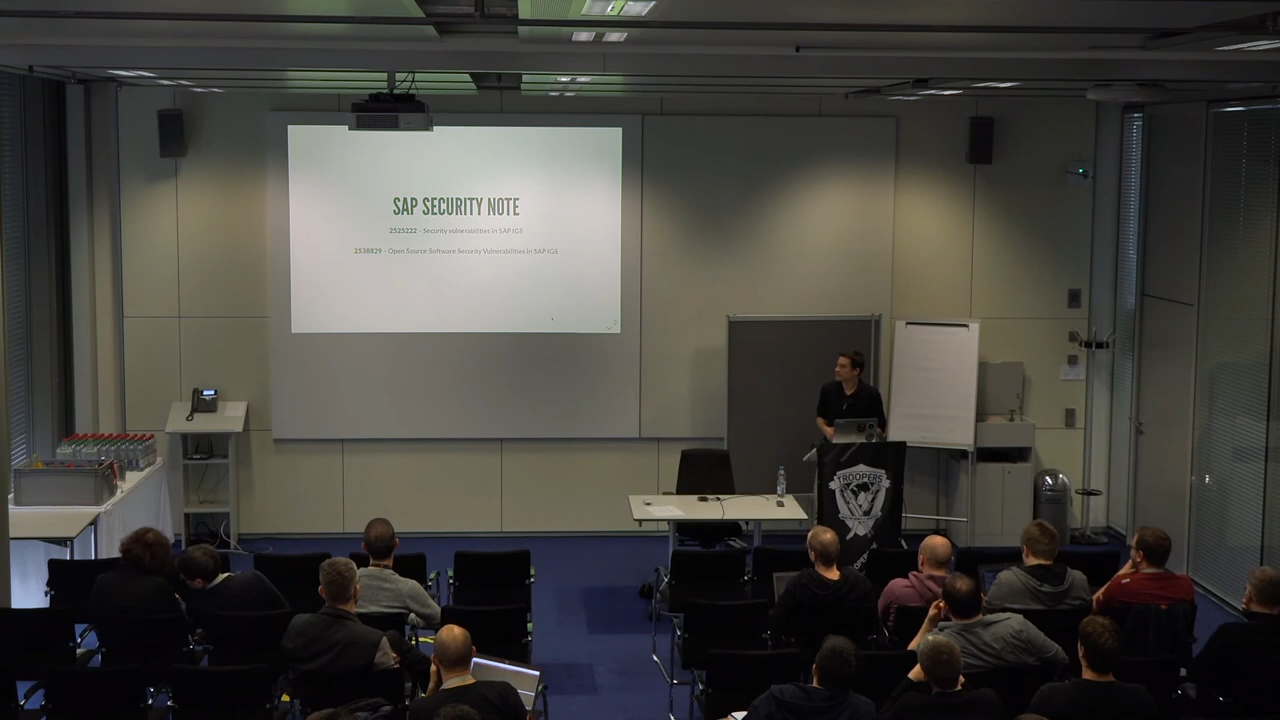 SAP SECURITY NOTE
2525222 - Security vulnerabilities in SAP IGS
2538829 - Open Source Software Security Vulnerabilities in SAP IGS
TROOPERS